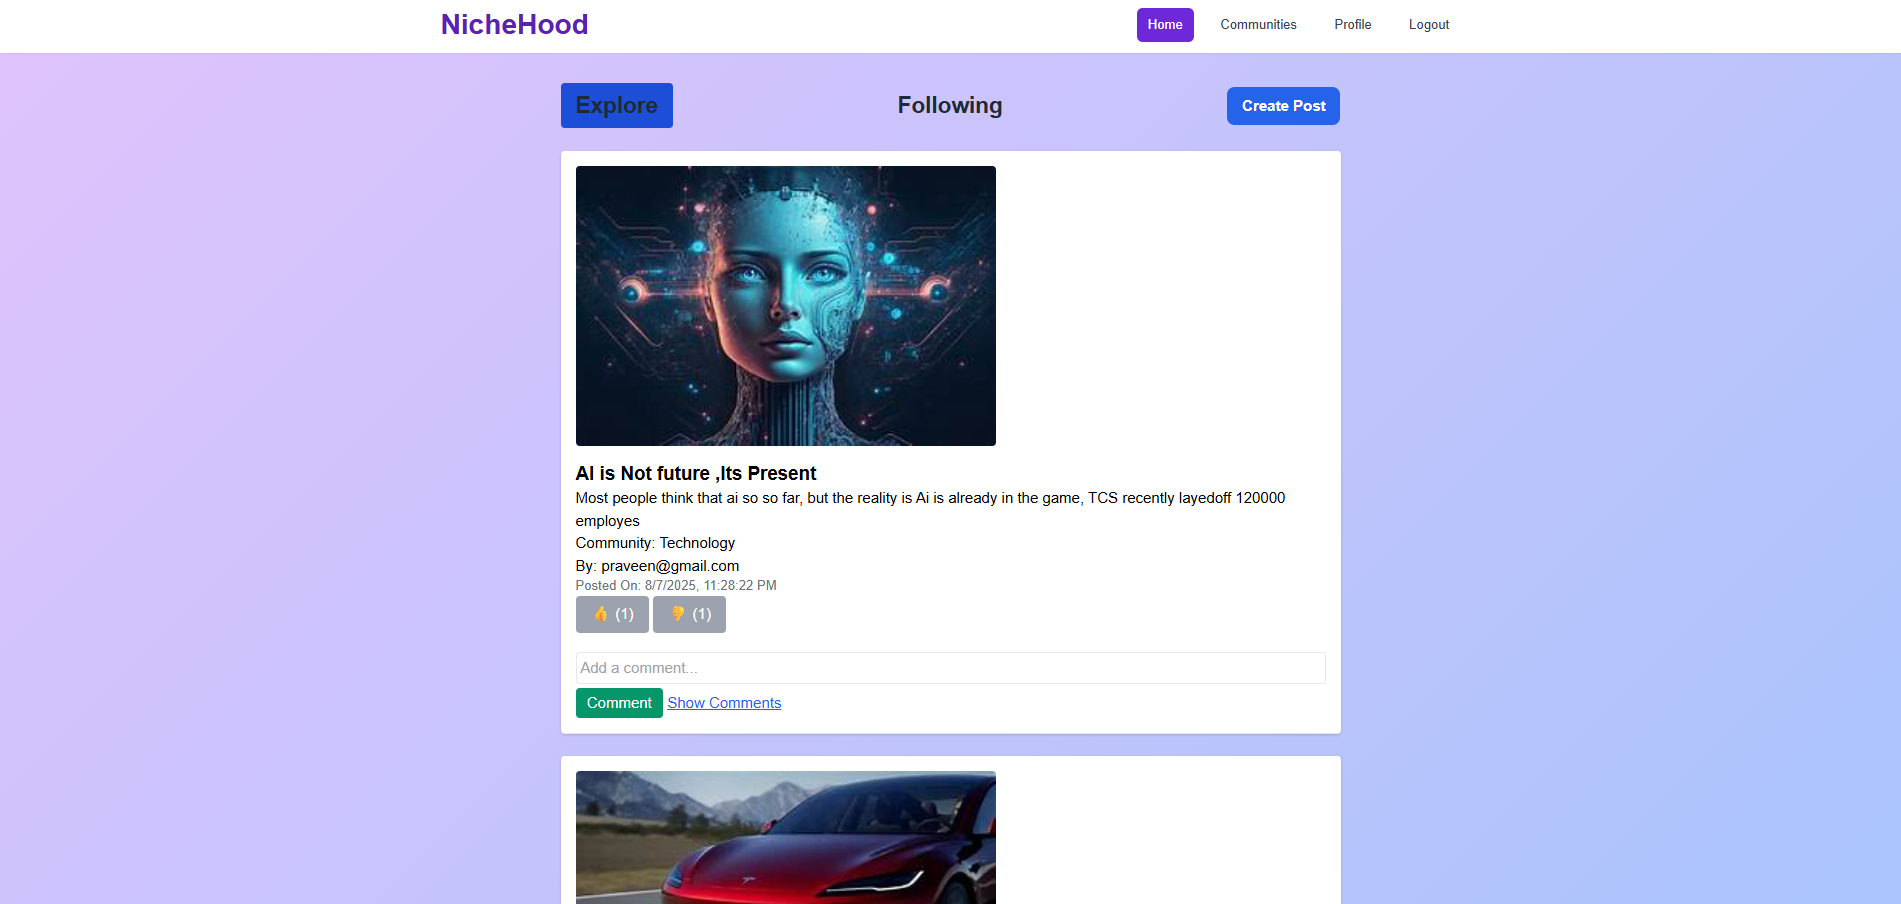 NicheHood
Home Communities Profile Logout
Explore Following Create Post
AI is Not future ,Its Present
Most people think that ai so so far, but the reality is Ai is already in the game, TCS recently layedoff 120000
employes
Community: Technology
By: praveen@gmail.com
Posted On: 8/7/2025, 11:28:22 PM
👍 (1) 👎 (1)
Add a comment...
Comment Show Comments